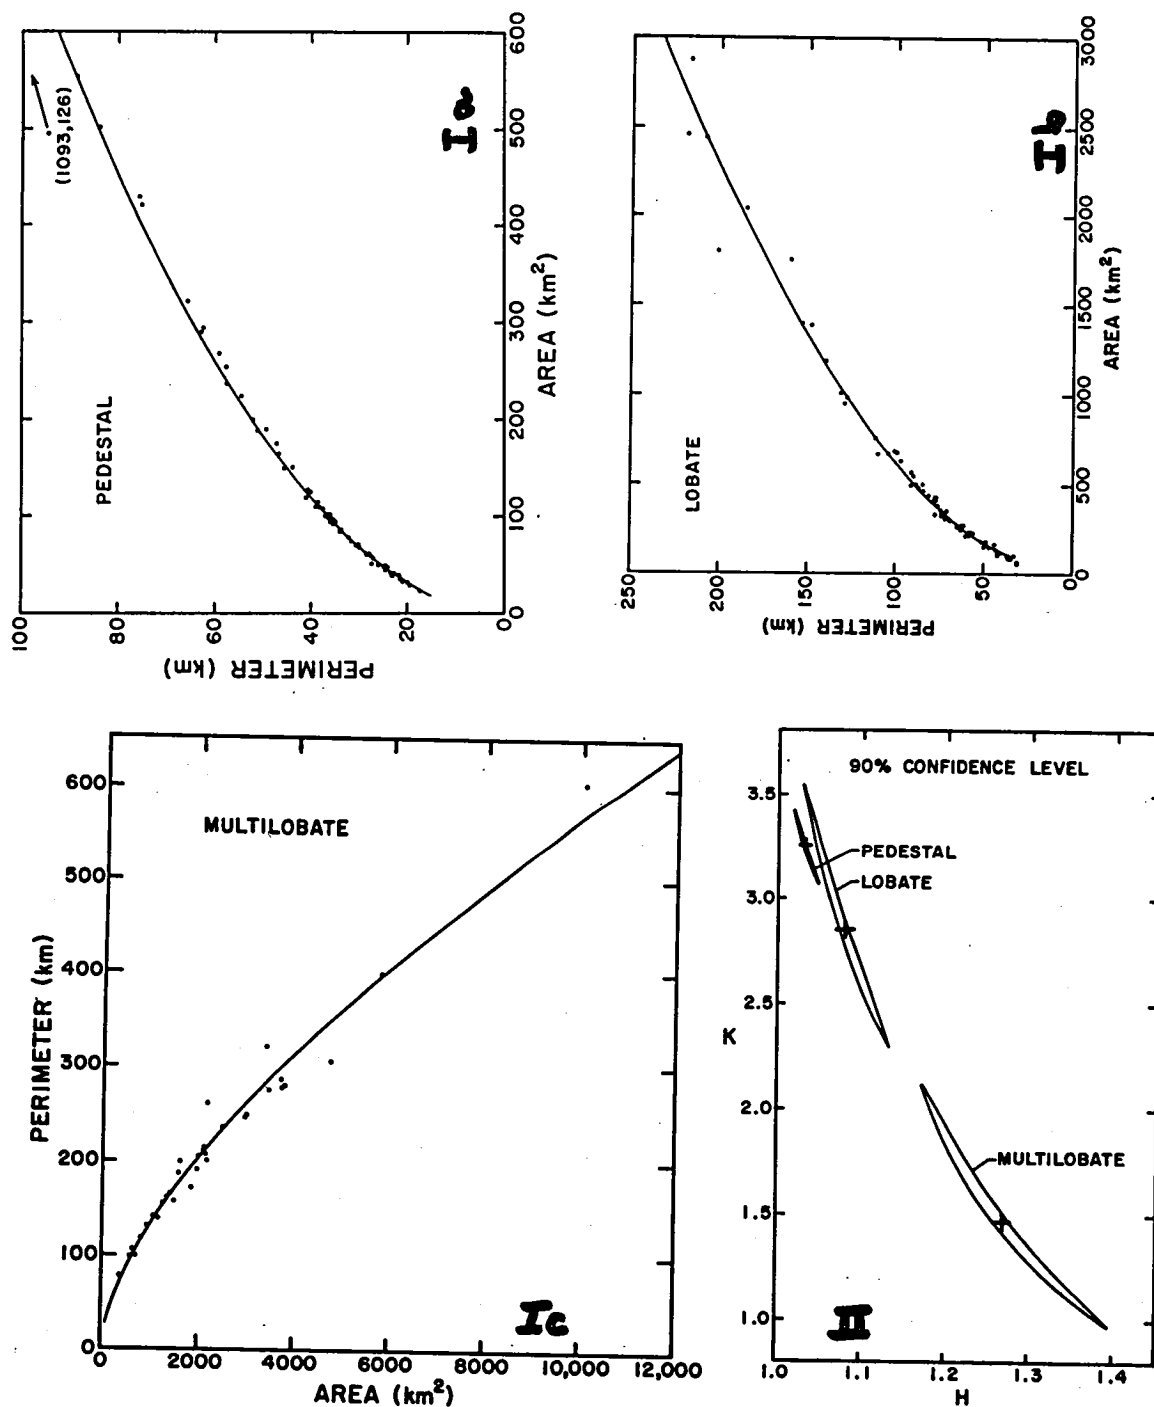 PEDESTAL
(1093,126)
Ia
100
80
60
40
20
0
PERIMETER (km)
0
100
200
300
400
500
600
AREA (km²)
LOBATE
Ib
250
200
150
100
50
0
PERIMETER (km)
0
500
1000
1500
2000
2500
3000
AREA (km²)
MULTILOBATE
Ic
600
500
400
300
200
100
0
PERIMETER (km)
0
2000
4000
6000
8000
10,000
12,000
AREA (km²)
90% CONFIDENCE LEVEL
PEDESTAL
LOBATE
MULTILOBATE
II
3.5
3.0
2.5
2.0
1.5
1.0
K
1.0
1.1
1.2
1.3
1.4
H